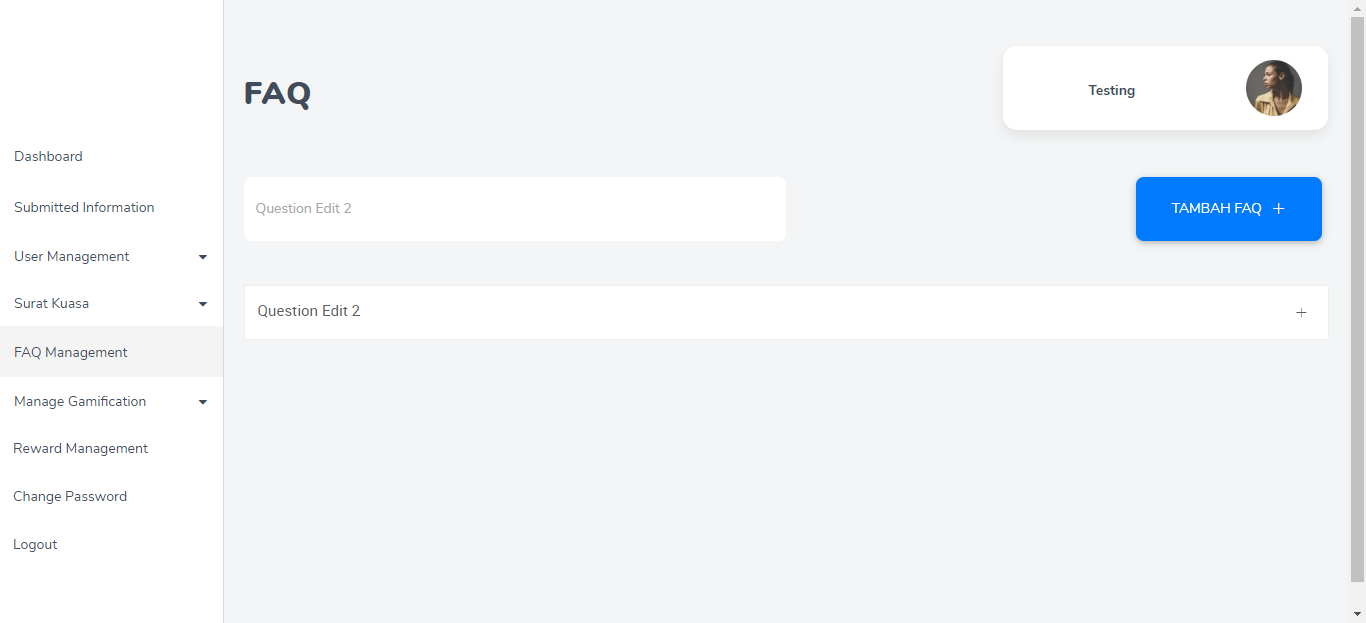 FAQ
Testing
Dashboard
Submitted Information
User Management
Surat Kuasa
FAQ Management
Manage Gamification
Reward Management
Change Password
Logout
Question Edit 2
TAMBAH FAQ +
Question Edit 2 +